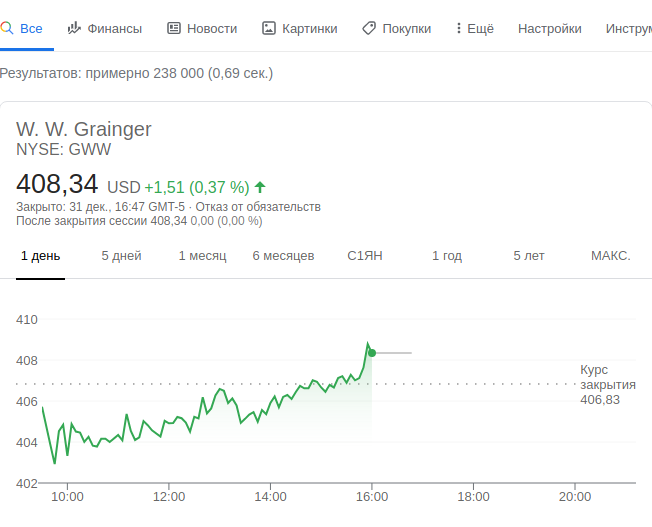 Все Финансы Новости Картинки Покупки Ещё Настройки Инструм
Результатов: примерно 238 000 (0,69 сек.)
W. W. Grainger
NYSE: GWW
408,34 USD +1,51 (0,37 %)
Закрыто: 31 дек., 16:47 GMT-5 · Отказ от обязательств
После закрытия сессии 408,34 0,00 (0,00 %)
1 день 5 дней 1 месяц 6 месяцев С1ЯН 1 год 5 лет МАКС.
410
408
Курс
закрытия
406,83
406
404
402
10:00 12:00 14:00 16:00 18:00 20:00